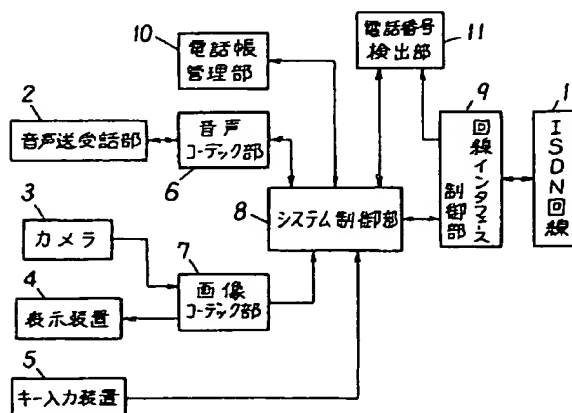 10
電話帳
管理部
電話番号
検出部
11
2
音声送受話部
音声
コーデック部
6
9
回線インタフェース
制御部
1
ISDN回線
3
カメラ
8
システム制御部
7
画像
コーデック部
4
表示装置
5
キー入力装置